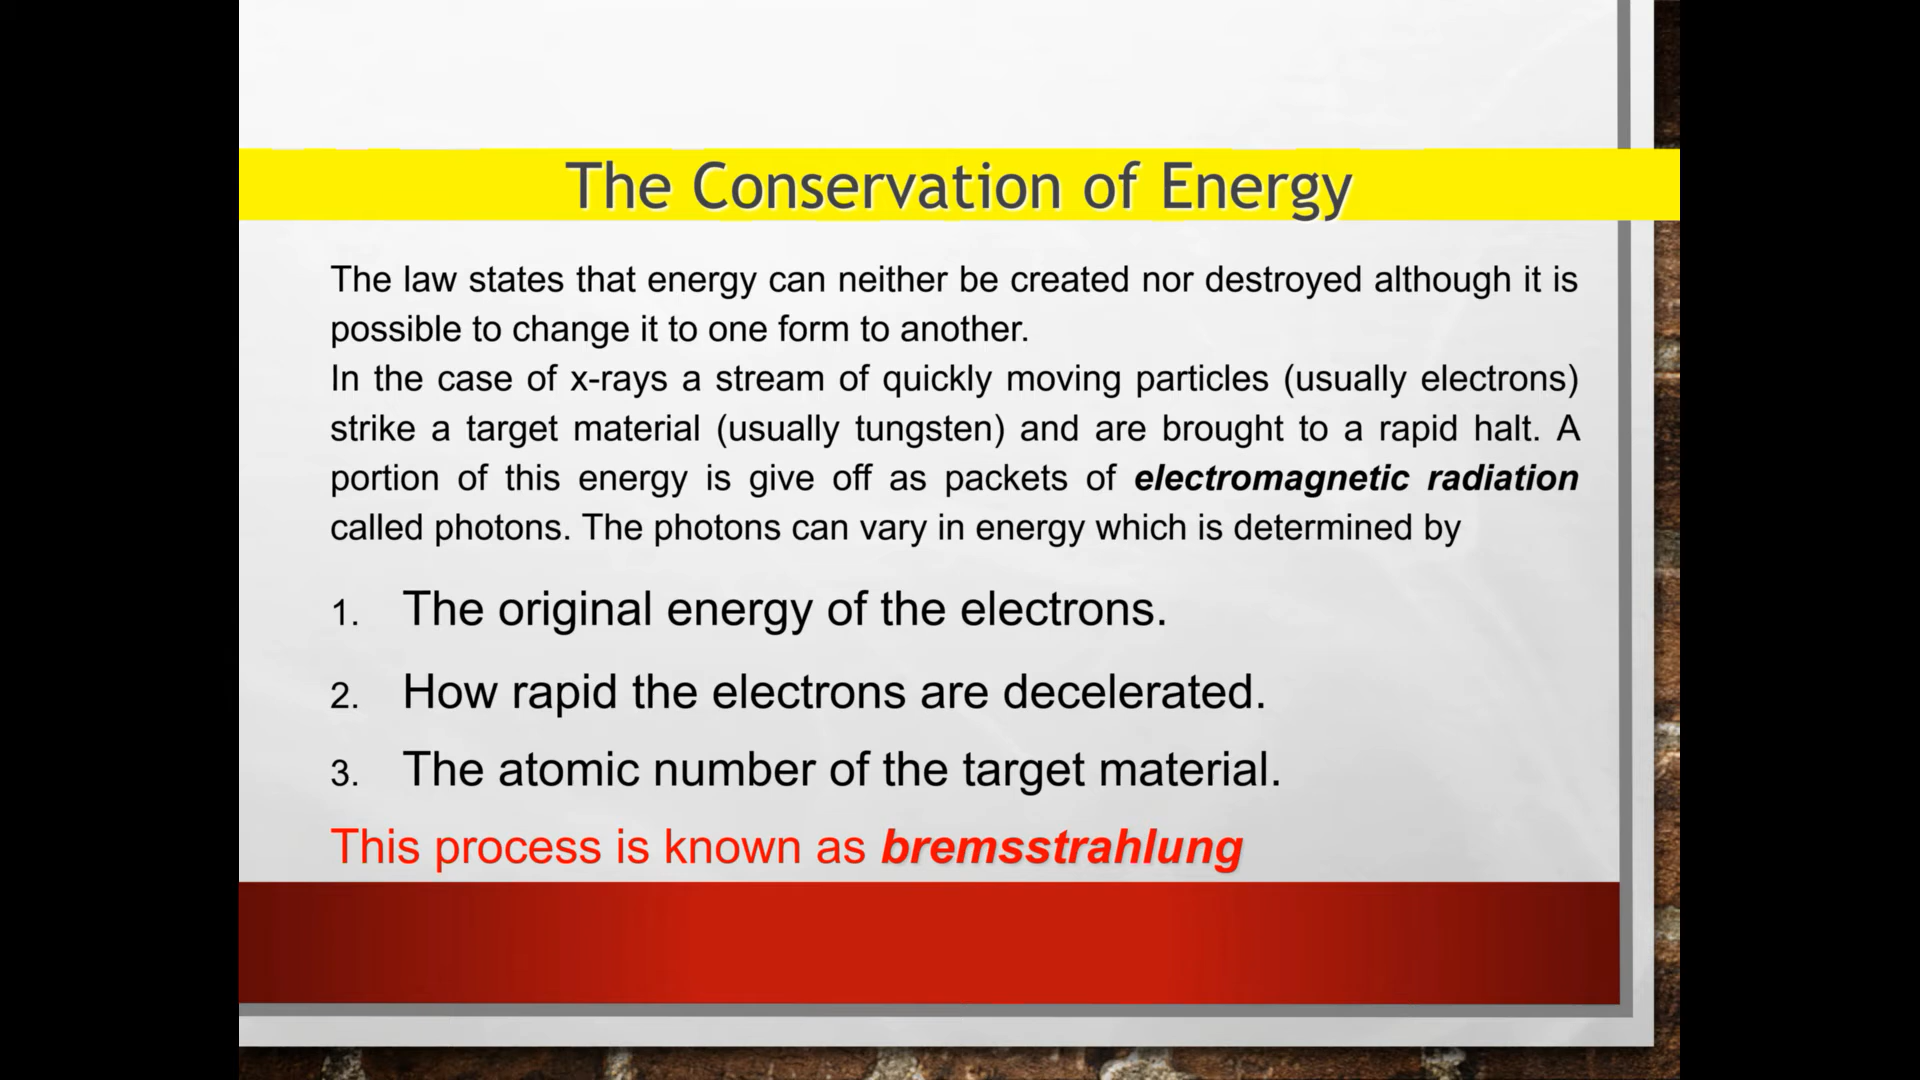 The Conservation of Energy
The law states that energy can neither be created nor destroyed although it is
possible to change it to one form to another.
In the case of x-rays a stream of quickly moving particles (usually electrons)
strike a target material (usually tungsten) and are brought to a rapid halt. A
portion of this energy is give off as packets of electromagnetic radiation
called photons. The photons can vary in energy which is determined by
1. The original energy of the electrons.
2. How rapid the electrons are decelerated.
3. The atomic number of the target material.
This process is known as bremsstrahlung